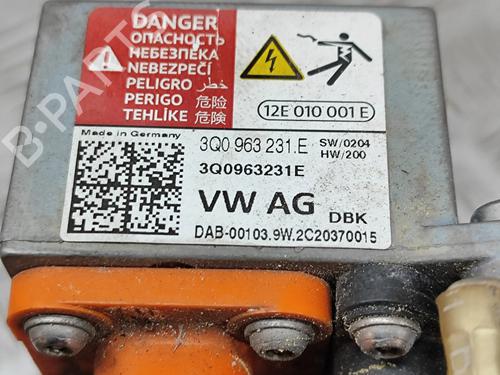 DANGER
ОПАСНОСТЬ
НЕБЕЗПЕКА
NEBEZPEČÍ
PELIGRO خطر
PERIGO 危险
TEHLİKE 危険
12E 010 001 E
Made in Germany
3Q0 963 231.E SW/0204
HW/200
3Q0963231E
VW AG DBK
DAB-00103.9W.2C20370015
B-PARTS